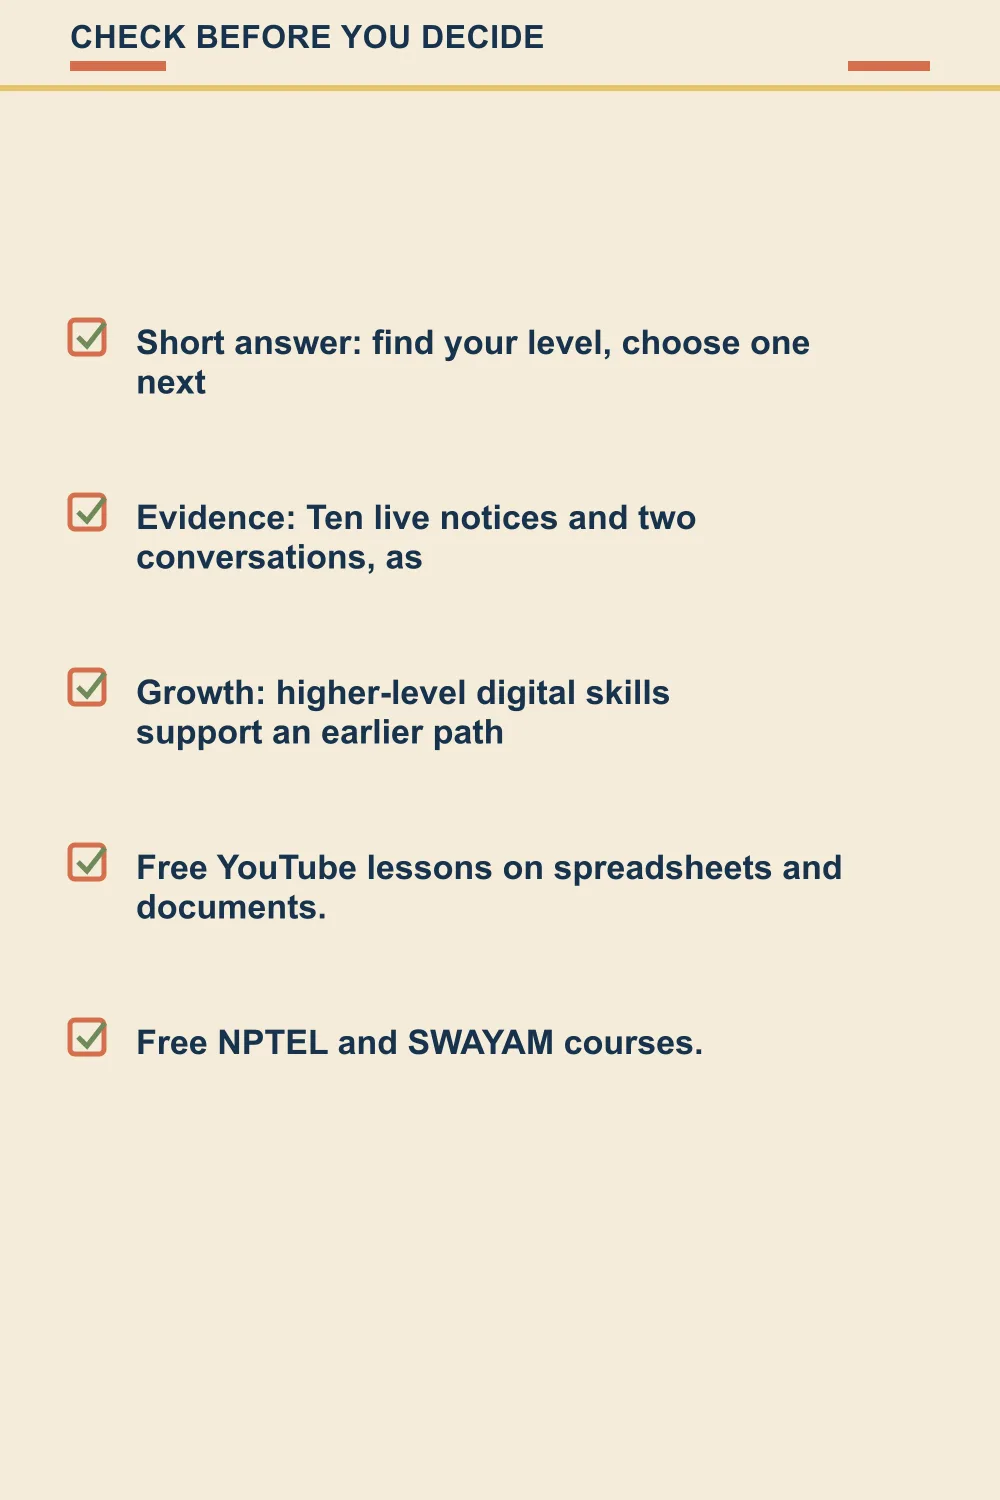 CHECK BEFORE YOU DECIDE
Short answer: find your level, choose one
next
Evidence: Ten live notices and two
conversations, as
Growth: higher-level digital skills
support an earlier path
Free YouTube lessons on spreadsheets and
documents.
Free NPTEL and SWAYAM courses.